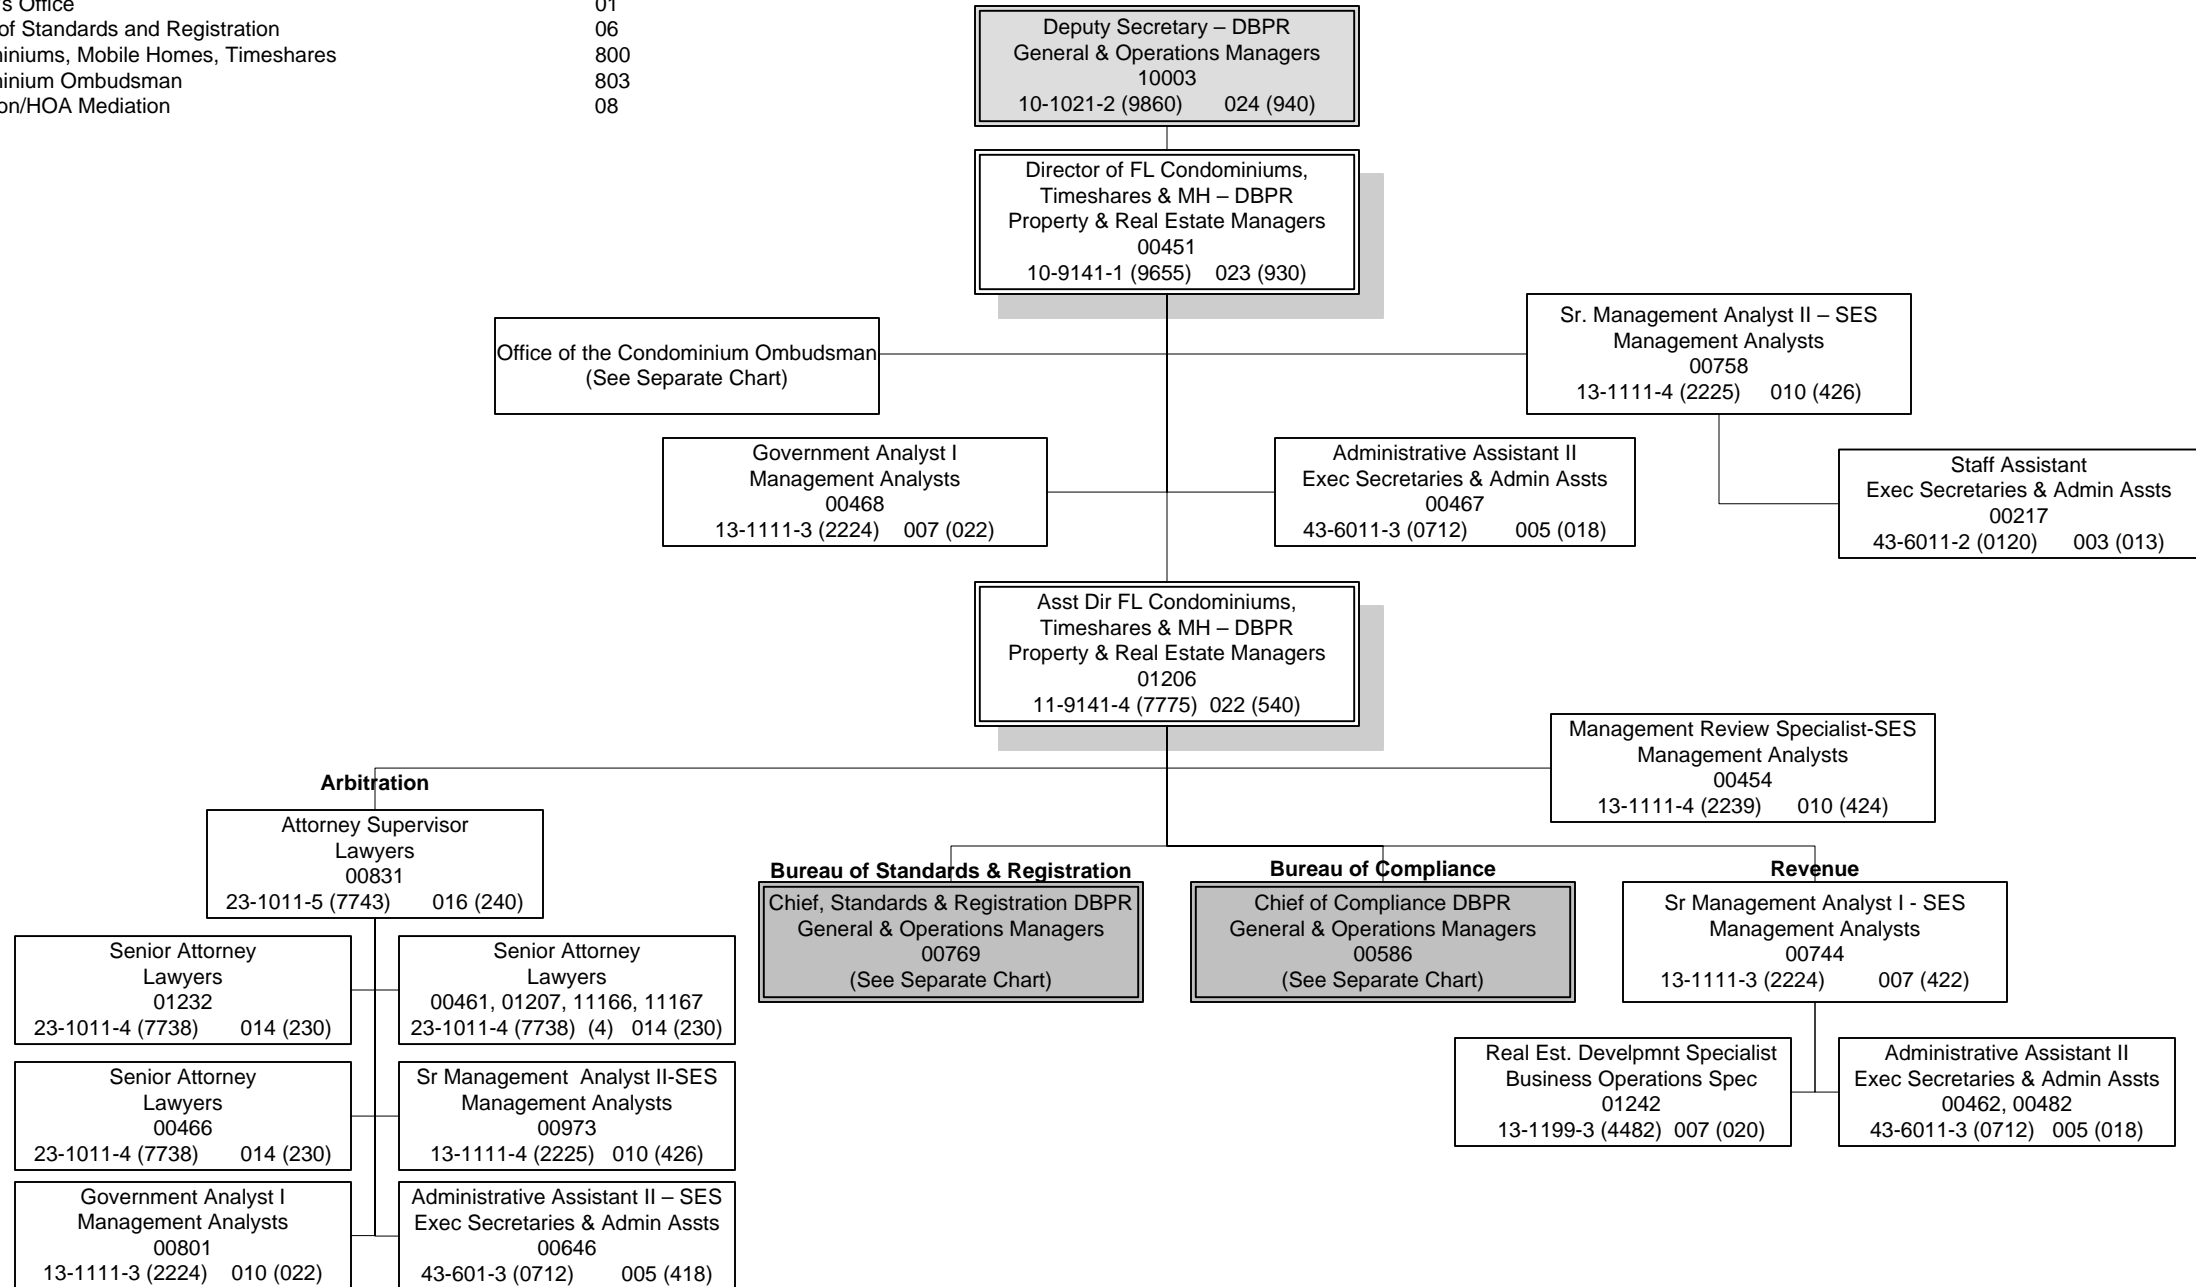 's Office 01
of Standards and Registration 06
iniums, Mobile Homes, Timeshares 800
inium Ombudsman 803
on/HOA Mediation 08
Deputy Secretary – DBPR
General & Operations Managers
10003
10-1021-2 (9860) 024 (940)
Director of FL Condominiums,
Timeshares & MH – DBPR
Property & Real Estate Managers
00451
10-9141-1 (9655) 023 (930)
Office of the Condominium Ombudsman
(See Separate Chart)
Sr. Management Analyst II – SES
Management Analysts
00758
13-1111-4 (2225) 010 (426)
Government Analyst I
Management Analysts
00468
13-1111-3 (2224) 007 (022)
Administrative Assistant II
Exec Secretaries & Admin Assts
00467
43-6011-3 (0712) 005 (018)
Staff Assistant
Exec Secretaries & Admin Assts
00217
43-6011-2 (0120) 003 (013)
Asst Dir FL Condominiums,
Timeshares & MH – DBPR
Property & Real Estate Managers
01206
11-9141-4 (7775) 022 (540)
Management Review Specialist-SES
Management Analysts
00454
13-1111-4 (2239) 010 (424)
Arbitration
Attorney Supervisor
Lawyers
00831
23-1011-5 (7743) 016 (240)
Bureau of Standards & Registration
Chief, Standards & Registration DBPR
General & Operations Managers
00769
(See Separate Chart)
Bureau of Compliance
Chief of Compliance DBPR
General & Operations Managers
00586
(See Separate Chart)
Revenue
Sr Management Analyst I - SES
Management Analysts
00744
13-1111-3 (2224) 007 (422)
Senior Attorney
Lawyers
01232
23-1011-4 (7738) 014 (230)
Senior Attorney
Lawyers
00461, 01207, 11166, 11167
23-1011-4 (7738) (4) 014 (230)
Real Est. Develpmnt Specialist
Business Operations Spec
01242
13-1199-3 (4482) 007 (020)
Administrative Assistant II
Exec Secretaries & Admin Assts
00462, 00482
43-6011-3 (0712) 005 (018)
Senior Attorney
Lawyers
00466
23-1011-4 (7738) 014 (230)
Sr Management Analyst II-SES
Management Analysts
00973
13-1111-4 (2225) 010 (426)
Government Analyst I
Management Analysts
00801
13-1111-3 (2224) 010 (022)
Administrative Assistant II – SES
Exec Secretaries & Admin Assts
00646
43-601-3 (0712) 005 (418)